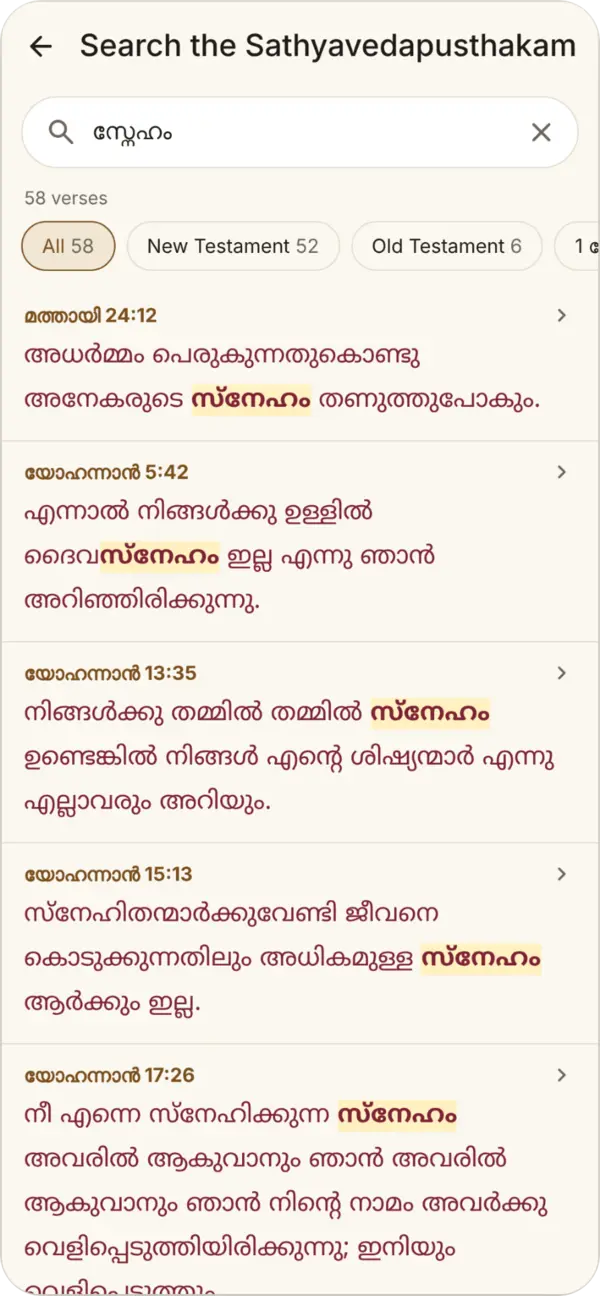 Search the Sathyavedapusthakam
സ്നേഹം
58 verses
All 58 New Testament 52 Old Testament 6 1
മത്തായി 24:12
അധർമ്മം പെരുകുന്നതുകൊണ്ടു
അനേകരുടെ സ്നേഹം തണുത്തുപോകും.
യോഹന്നാൻ 5:42
എന്നാൽ നിങ്ങൾക്കു ഉള്ളിൽ
ദൈവസ്നേഹം ഇല്ല എന്നു ഞാൻ
അറിഞ്ഞിരിക്കുന്നു.
യോഹന്നാൻ 13:35
നിങ്ങൾക്കു തമ്മിൽ തമ്മിൽ സ്നേഹം
ഉണ്ടെങ്കിൽ നിങ്ങൾ എന്റെ ശിഷ്യന്മാർ എന്നു
എല്ലാവരും അറിയും.
യോഹന്നാൻ 15:13
സ്നേഹിതന്മാർക്കുവേണ്ടി ജീവനെ
കൊടുക്കുന്നതിലും അധികമുള്ള സ്നേഹം
ആർക്കും ഇല്ല.
യോഹന്നാൻ 17:26
നീ എന്നെ സ്നേഹിക്കുന്ന സ്നേഹം
അവരിൽ ആകുവാനും ഞാൻ അവരിൽ
ആകുവാനും ഞാൻ നിന്റെ നാമം അവർക്കു
വെളിപ്പെടുത്തിയിരിക്കുന്നു; ഇനിയും
വെളിപ്പെടുത്തും.